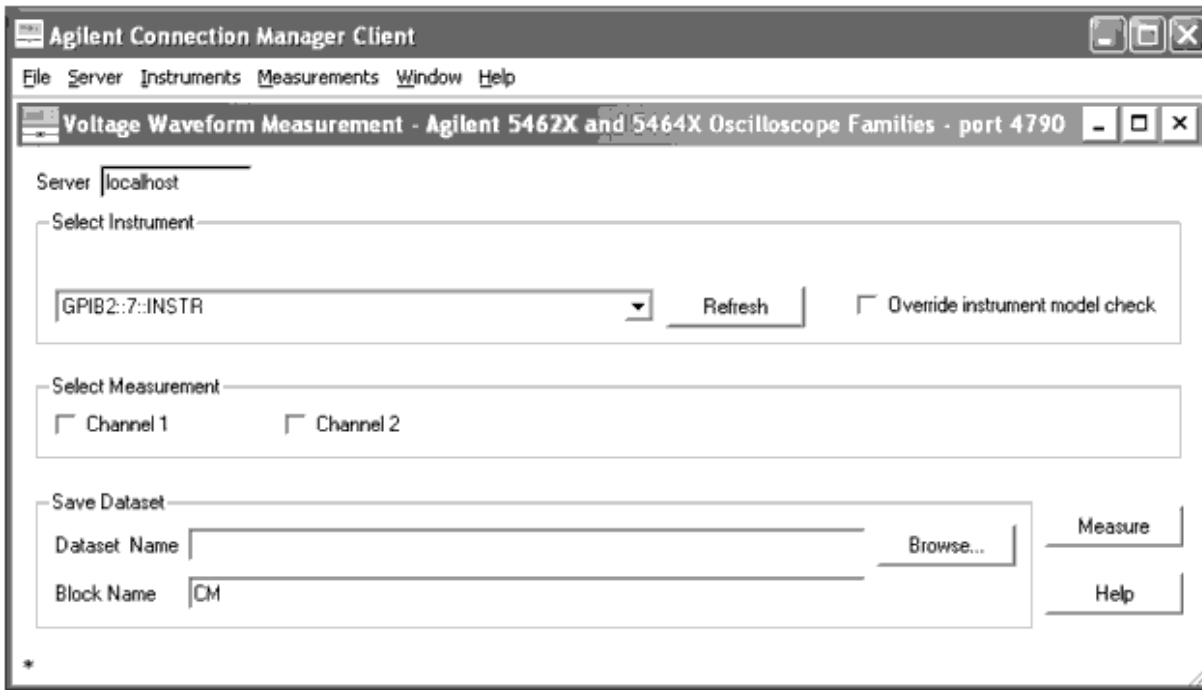 Agilent Connection Manager Client
File Server Instruments Measurements Window Help
Voltage Waveform Measurement - Agilent 5462X and 5464X Oscilloscope Families - port 4790
Server localhost
Select Instrument
GPIB2::7::INSTR Refresh Override instrument model check
Select Measurement
Channel 1 Channel 2
Save Dataset
Dataset Name Browse... Measure
Block Name CM Help
*